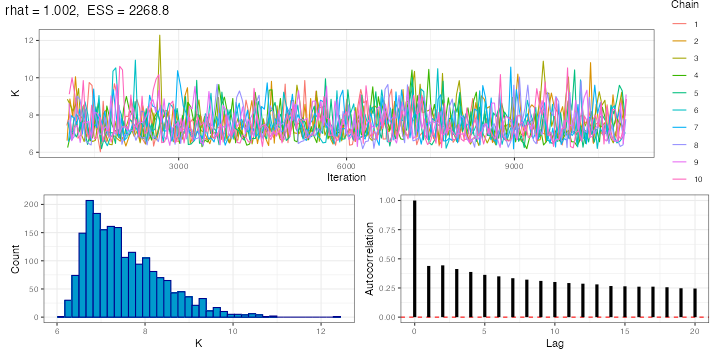 rhat = 1.002, ESS = 2268.8
Chain
1
2
3
4
5
6
7
8
9
10
12
10
8
6
K
3000 6000 9000
Iteration
200
150
100
50
0
Count
6 8 10 12
K
1.00
0.75
0.50
0.25
0.00
Autocorrelation
0 5 10 15 20
Lag